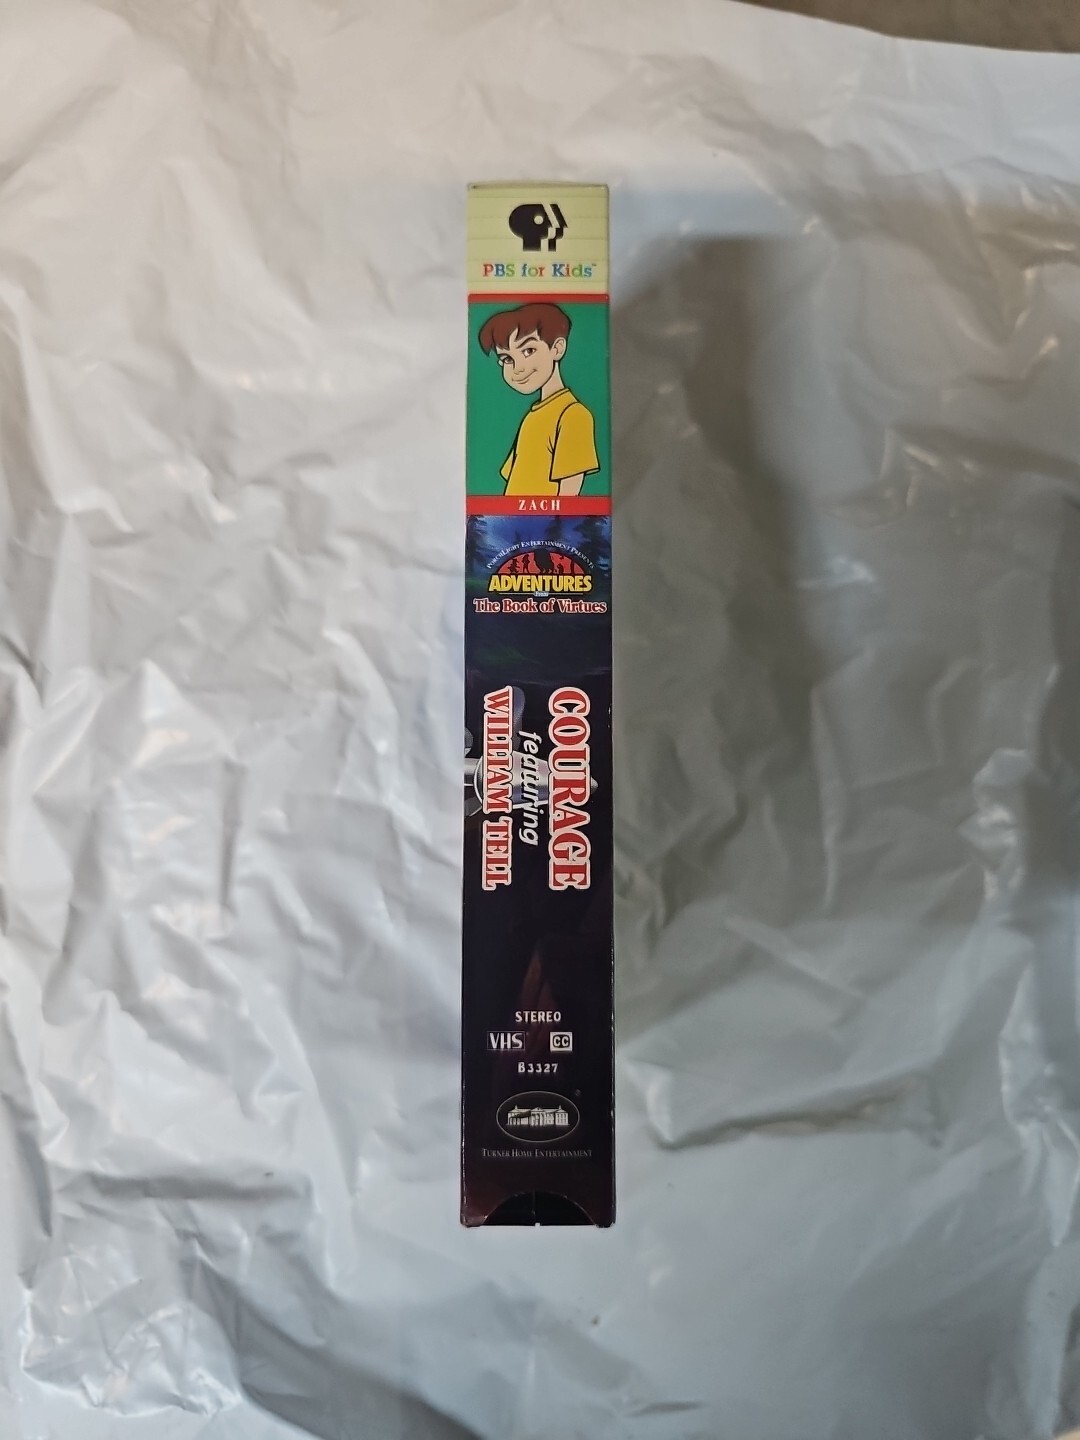 PBS for Kids™
ZACH
PORCHLIGHT ENTERTAINMENT PRESENTS
ADVENTURES
from
The Book of Virtues
COURAGE
featuring
WILLIAM TELL
STEREO
VHS CC
B3327
®
TURNER HOME ENTERTAINMENT